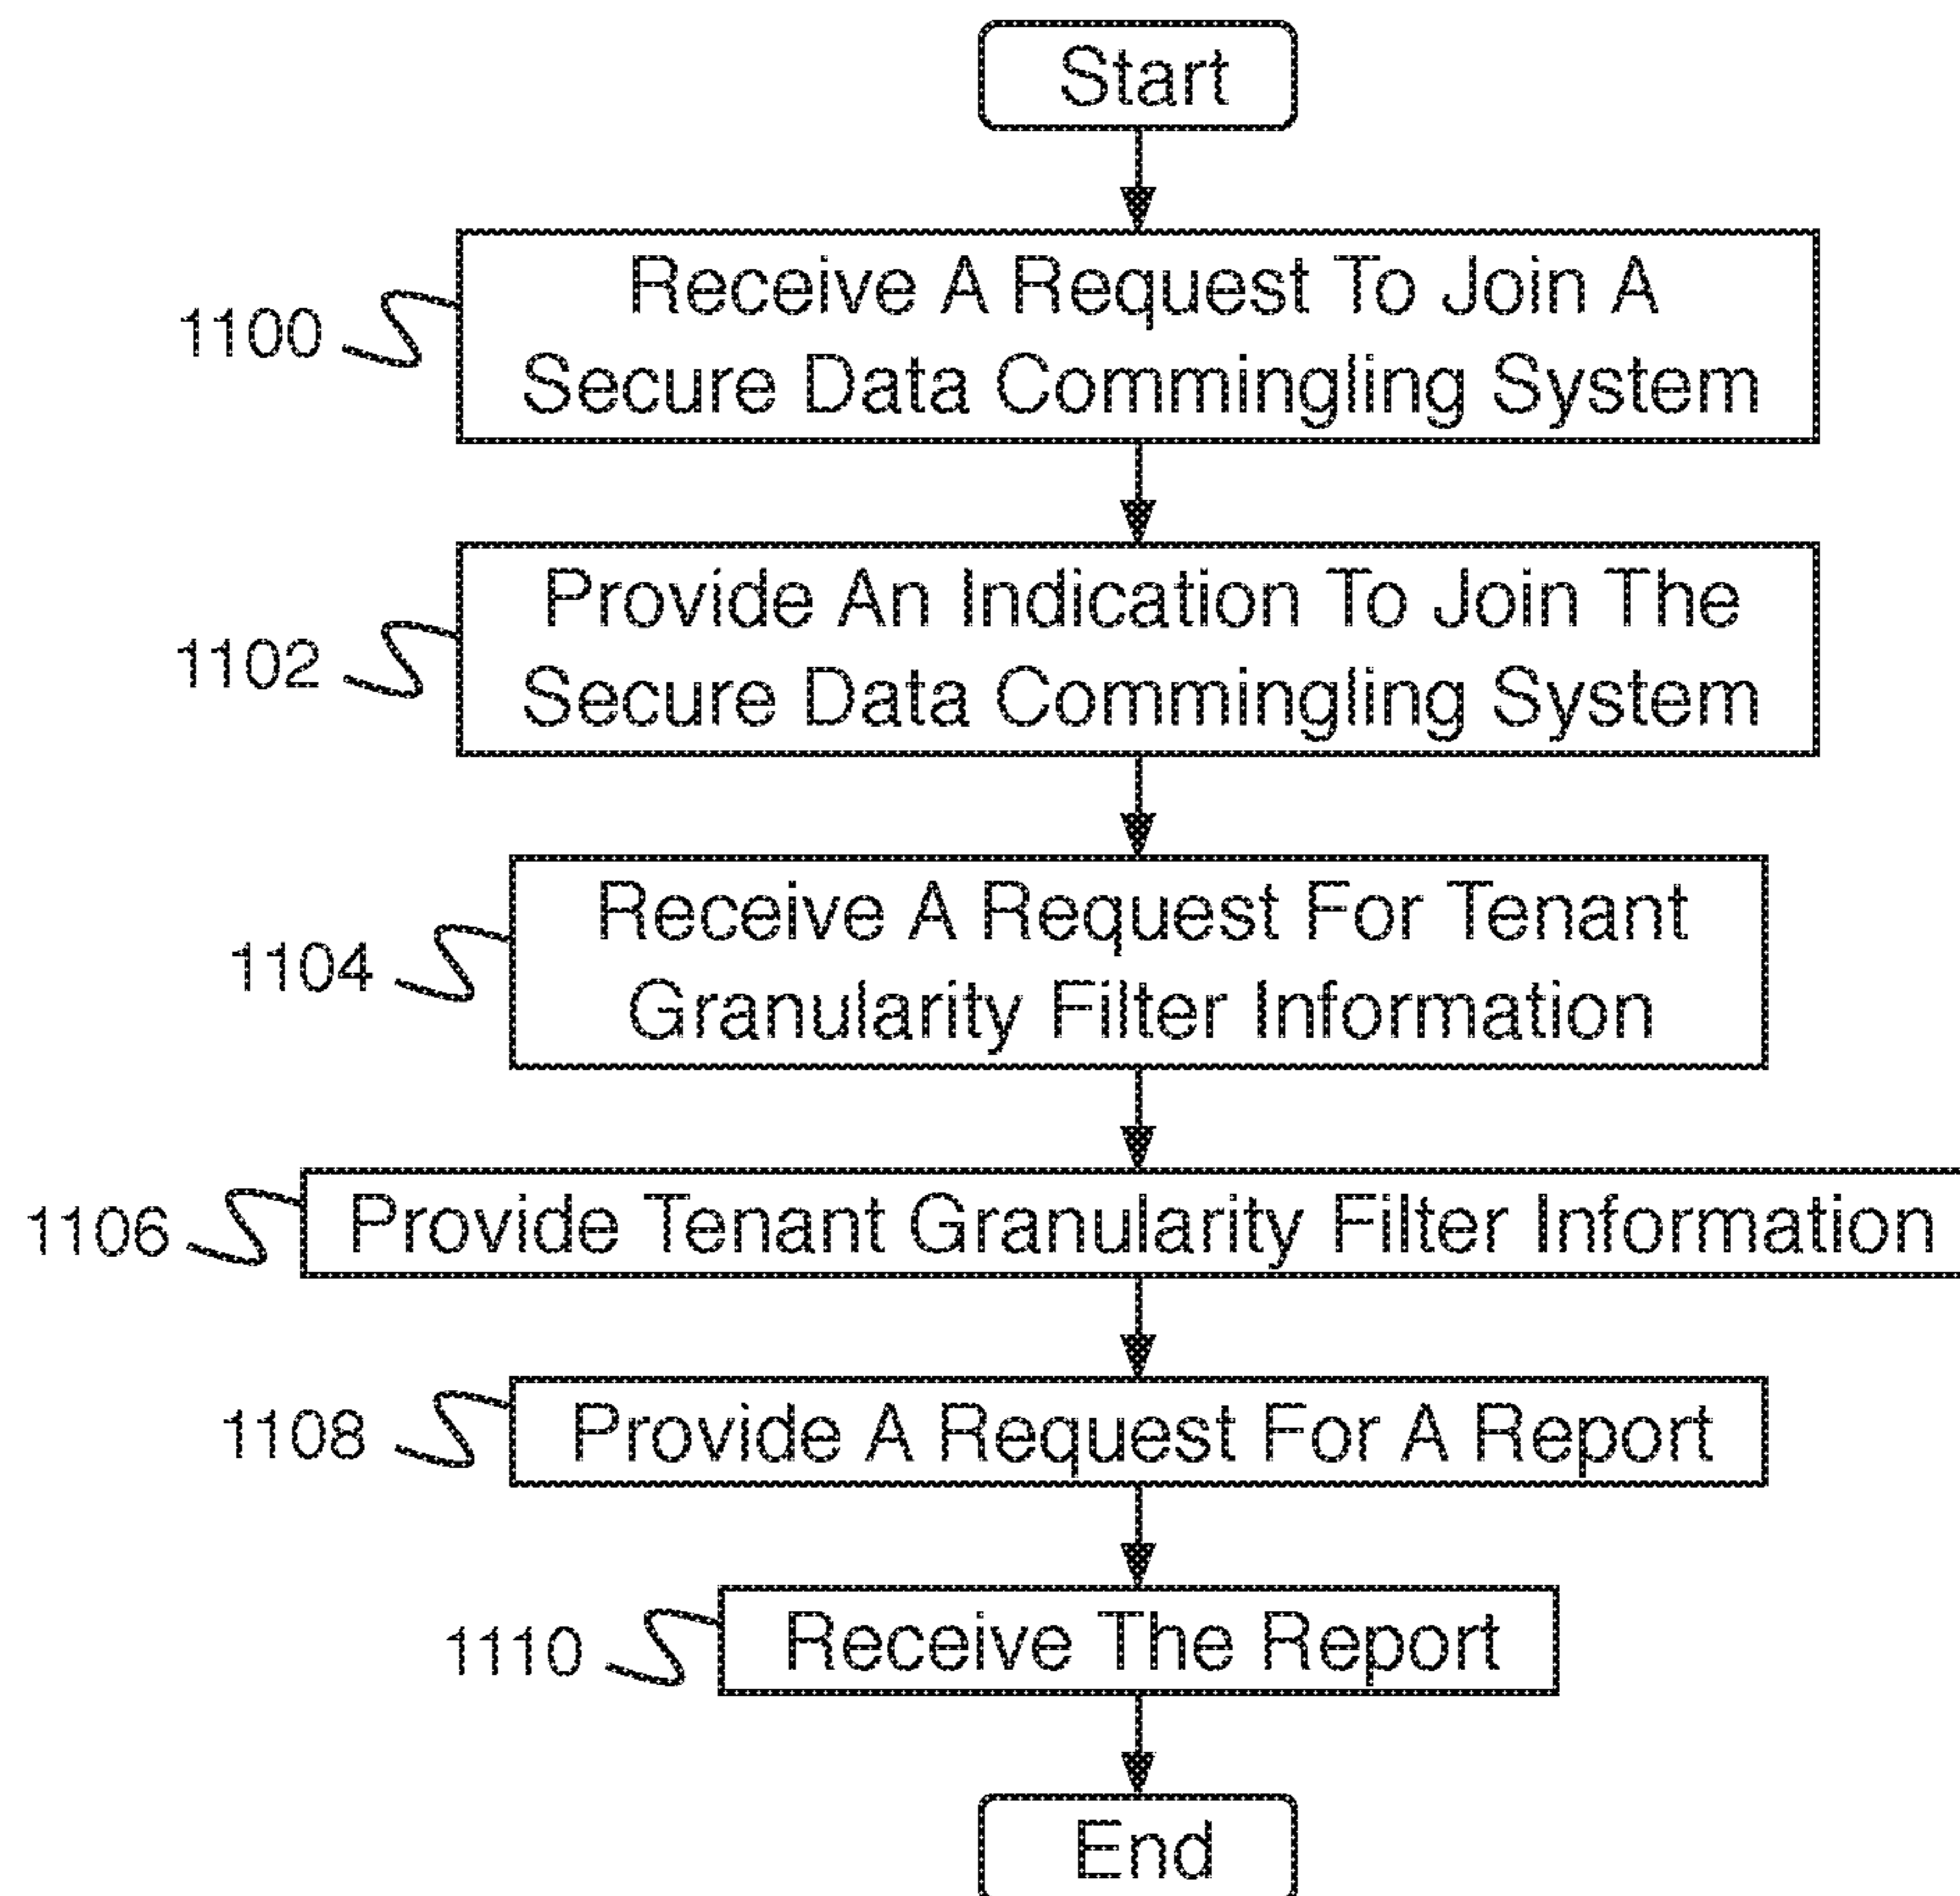 Start
1100
Receive A Request To Join A
Secure Data Commingling System
1102
Provide An Indication To Join The
Secure Data Commingling System
1104
Receive A Request For Tenant
Granularity Filter Information
1106
Provide Tenant Granularity Filter Information
1108
Provide A Request For A Report
1110
Receive The Report
End